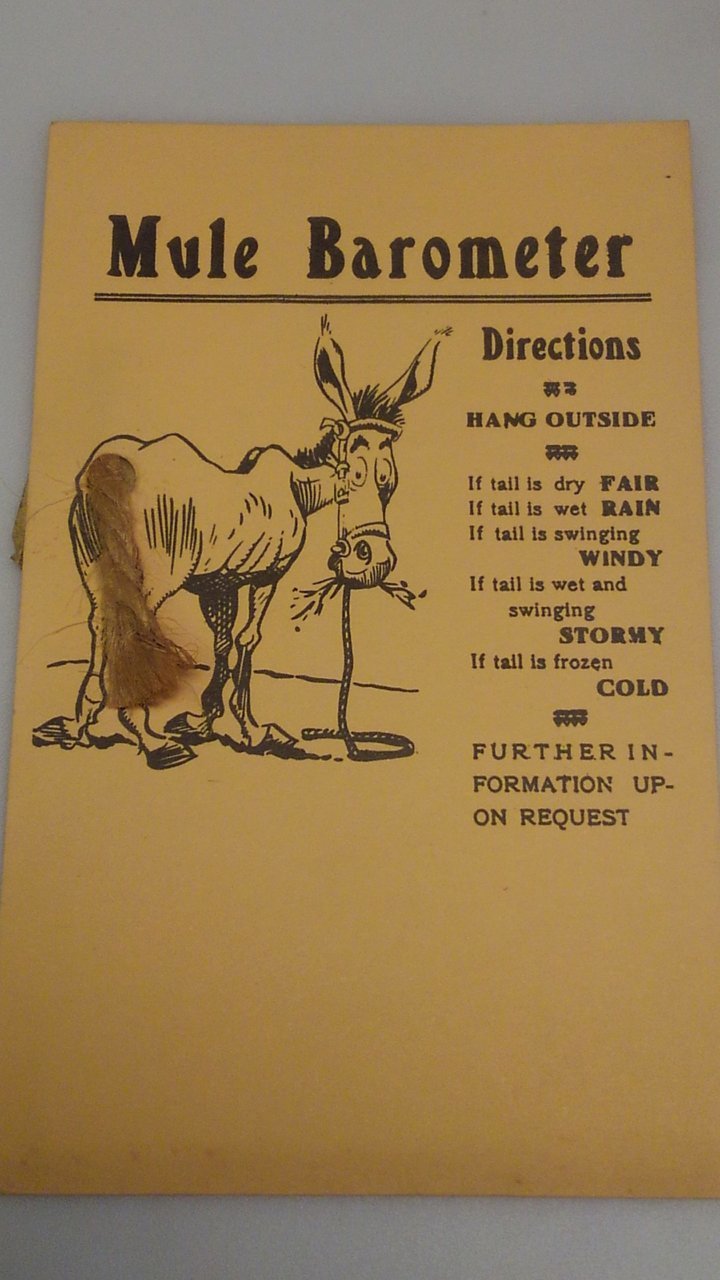 Mule Barometer
Directions
HANG OUTSIDE
If tail is dry FAIR
If tail is wet RAIN
If tail is swinging
WINDY
If tail is wet and
swinging
STORMY
If tail is frozen
COLD
FURTHER IN-
FORMATION UP-
ON REQUEST